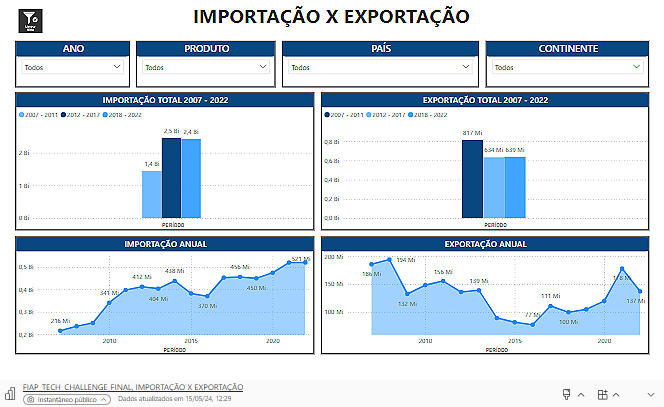 IMPORTAÇÃO X EXPORTAÇÃO
ANO
PRODUTO
PAÍS
CONTINENTE
Todos
Todos
Todos
Todos
IMPORTAÇÃO TOTAL 2007 - 2022
2007 - 2011 2012 - 2017 2018 - 2022
2 Bi
1 Bi
0 Bi
1,4 Bi
2,5 Bi
2,4 Bi
PERÍODO
EXPORTAÇÃO TOTAL 2007 - 2022
2007 - 2011 2012 - 2017 2018 - 2022
0,8 Bi
0,6 Bi
0,4 Bi
0,2 Bi
0,0 Bi
817 Mi
634 Mi
639 Mi
PERÍODO
IMPORTAÇÃO ANUAL
0,5 Bi
0,4 Bi
0,3 Bi
0,2 Bi
216 Mi
341 Mi
412 Mi
404 Mi
438 Mi
370 Mi
456 Mi
450 Mi
521 Mi
2010
2015
2020
PERÍODO
EXPORTAÇÃO ANUAL
200 Mi
150 Mi
100 Mi
186 Mi
194 Mi
132 Mi
156 Mi
139 Mi
77 Mi
111 Mi
100 Mi
178 Mi
137 Mi
2010
2015
2020
PERÍODO
FIAP_TECH_CHALLENGE_FINAL, IMPORTAÇÃO X EXPORTAÇÃO
Instantâneo público
Dados atualizados em 15/05/24, 12:29